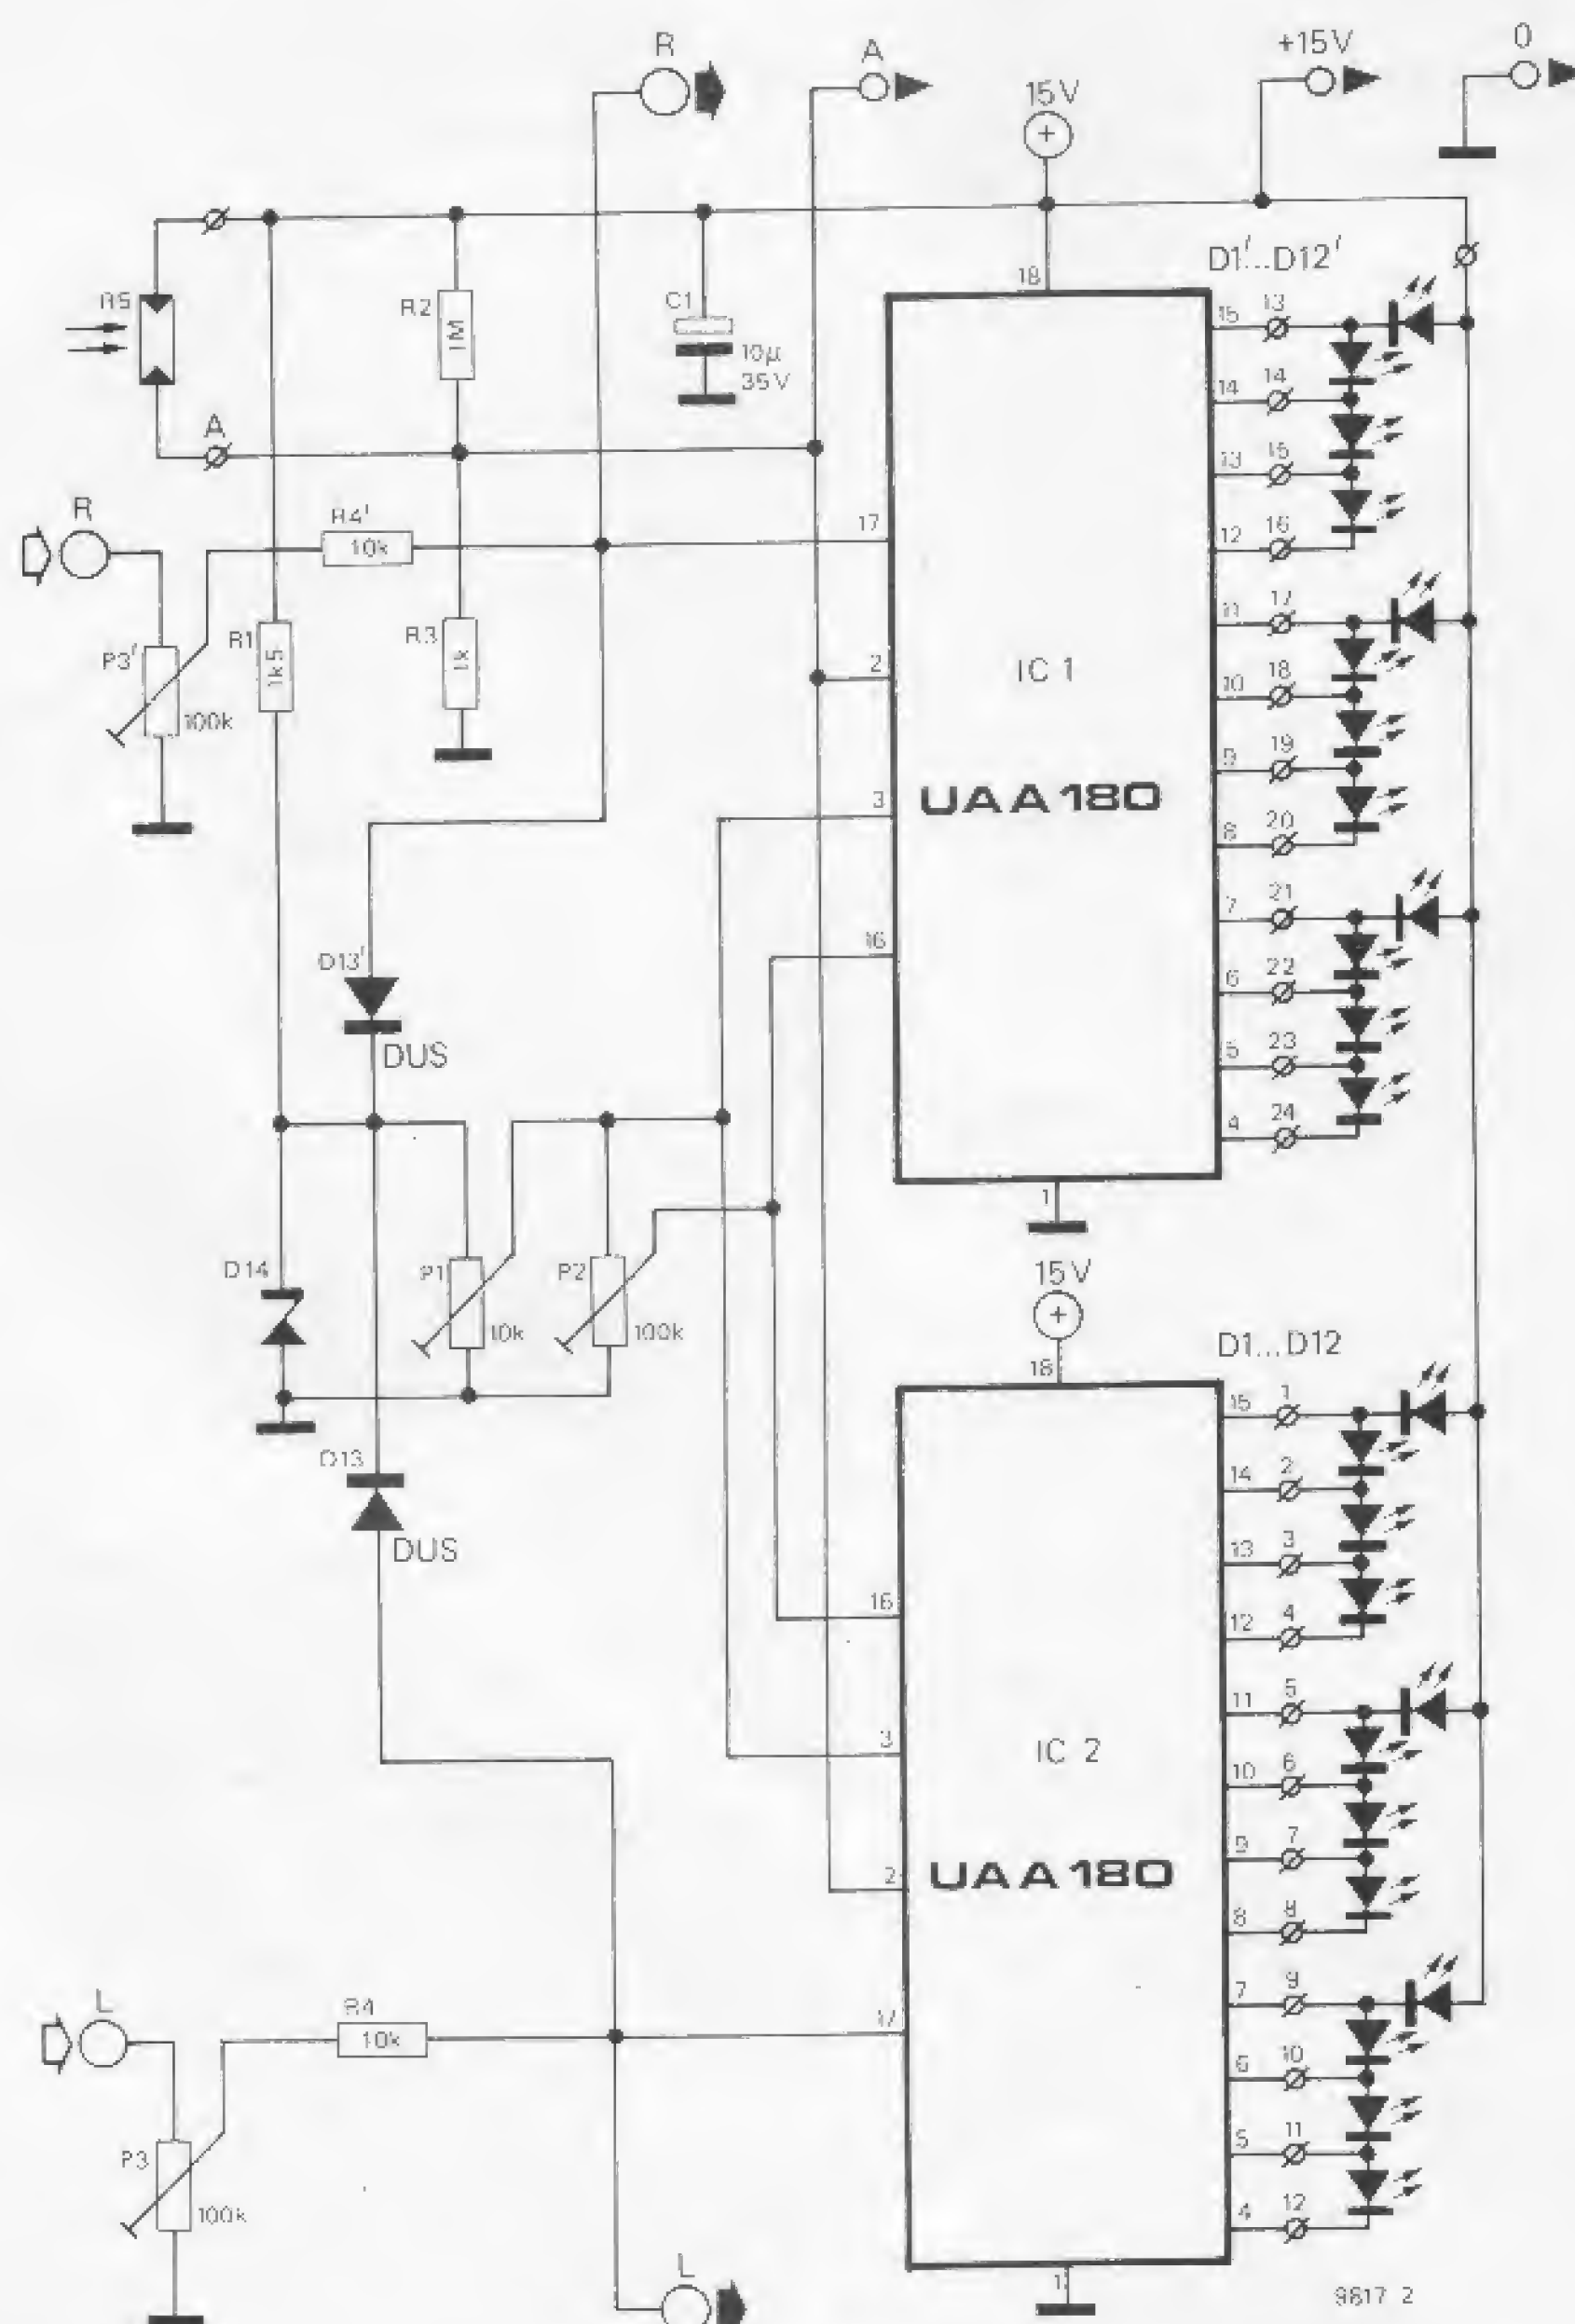 R
A
+15V
0
15V
+
18
D1'...D12'
R5
R2
1M
C1
10µ
35V
A
R
R4'
10k
17
P3'
100k
R1
1k5
R3
1k
2
IC 1
3
UAA180
16
15 13
14 14
13 15
12 16
11 17
10 18
9 19
8 20
7 21
6 22
5 23
4 24
1
D13'
DUS
D14
P1
10k
P2
100k
15V
+
18
D1...D12
D13
DUS
16
3
IC 2
2
UAA180
17
15 1
14 2
13 3
12 4
11 5
10 6
9 7
8 8
7 9
6 10
5 11
4 12
1
L
R4
10k
P3
100k
L
9817 2